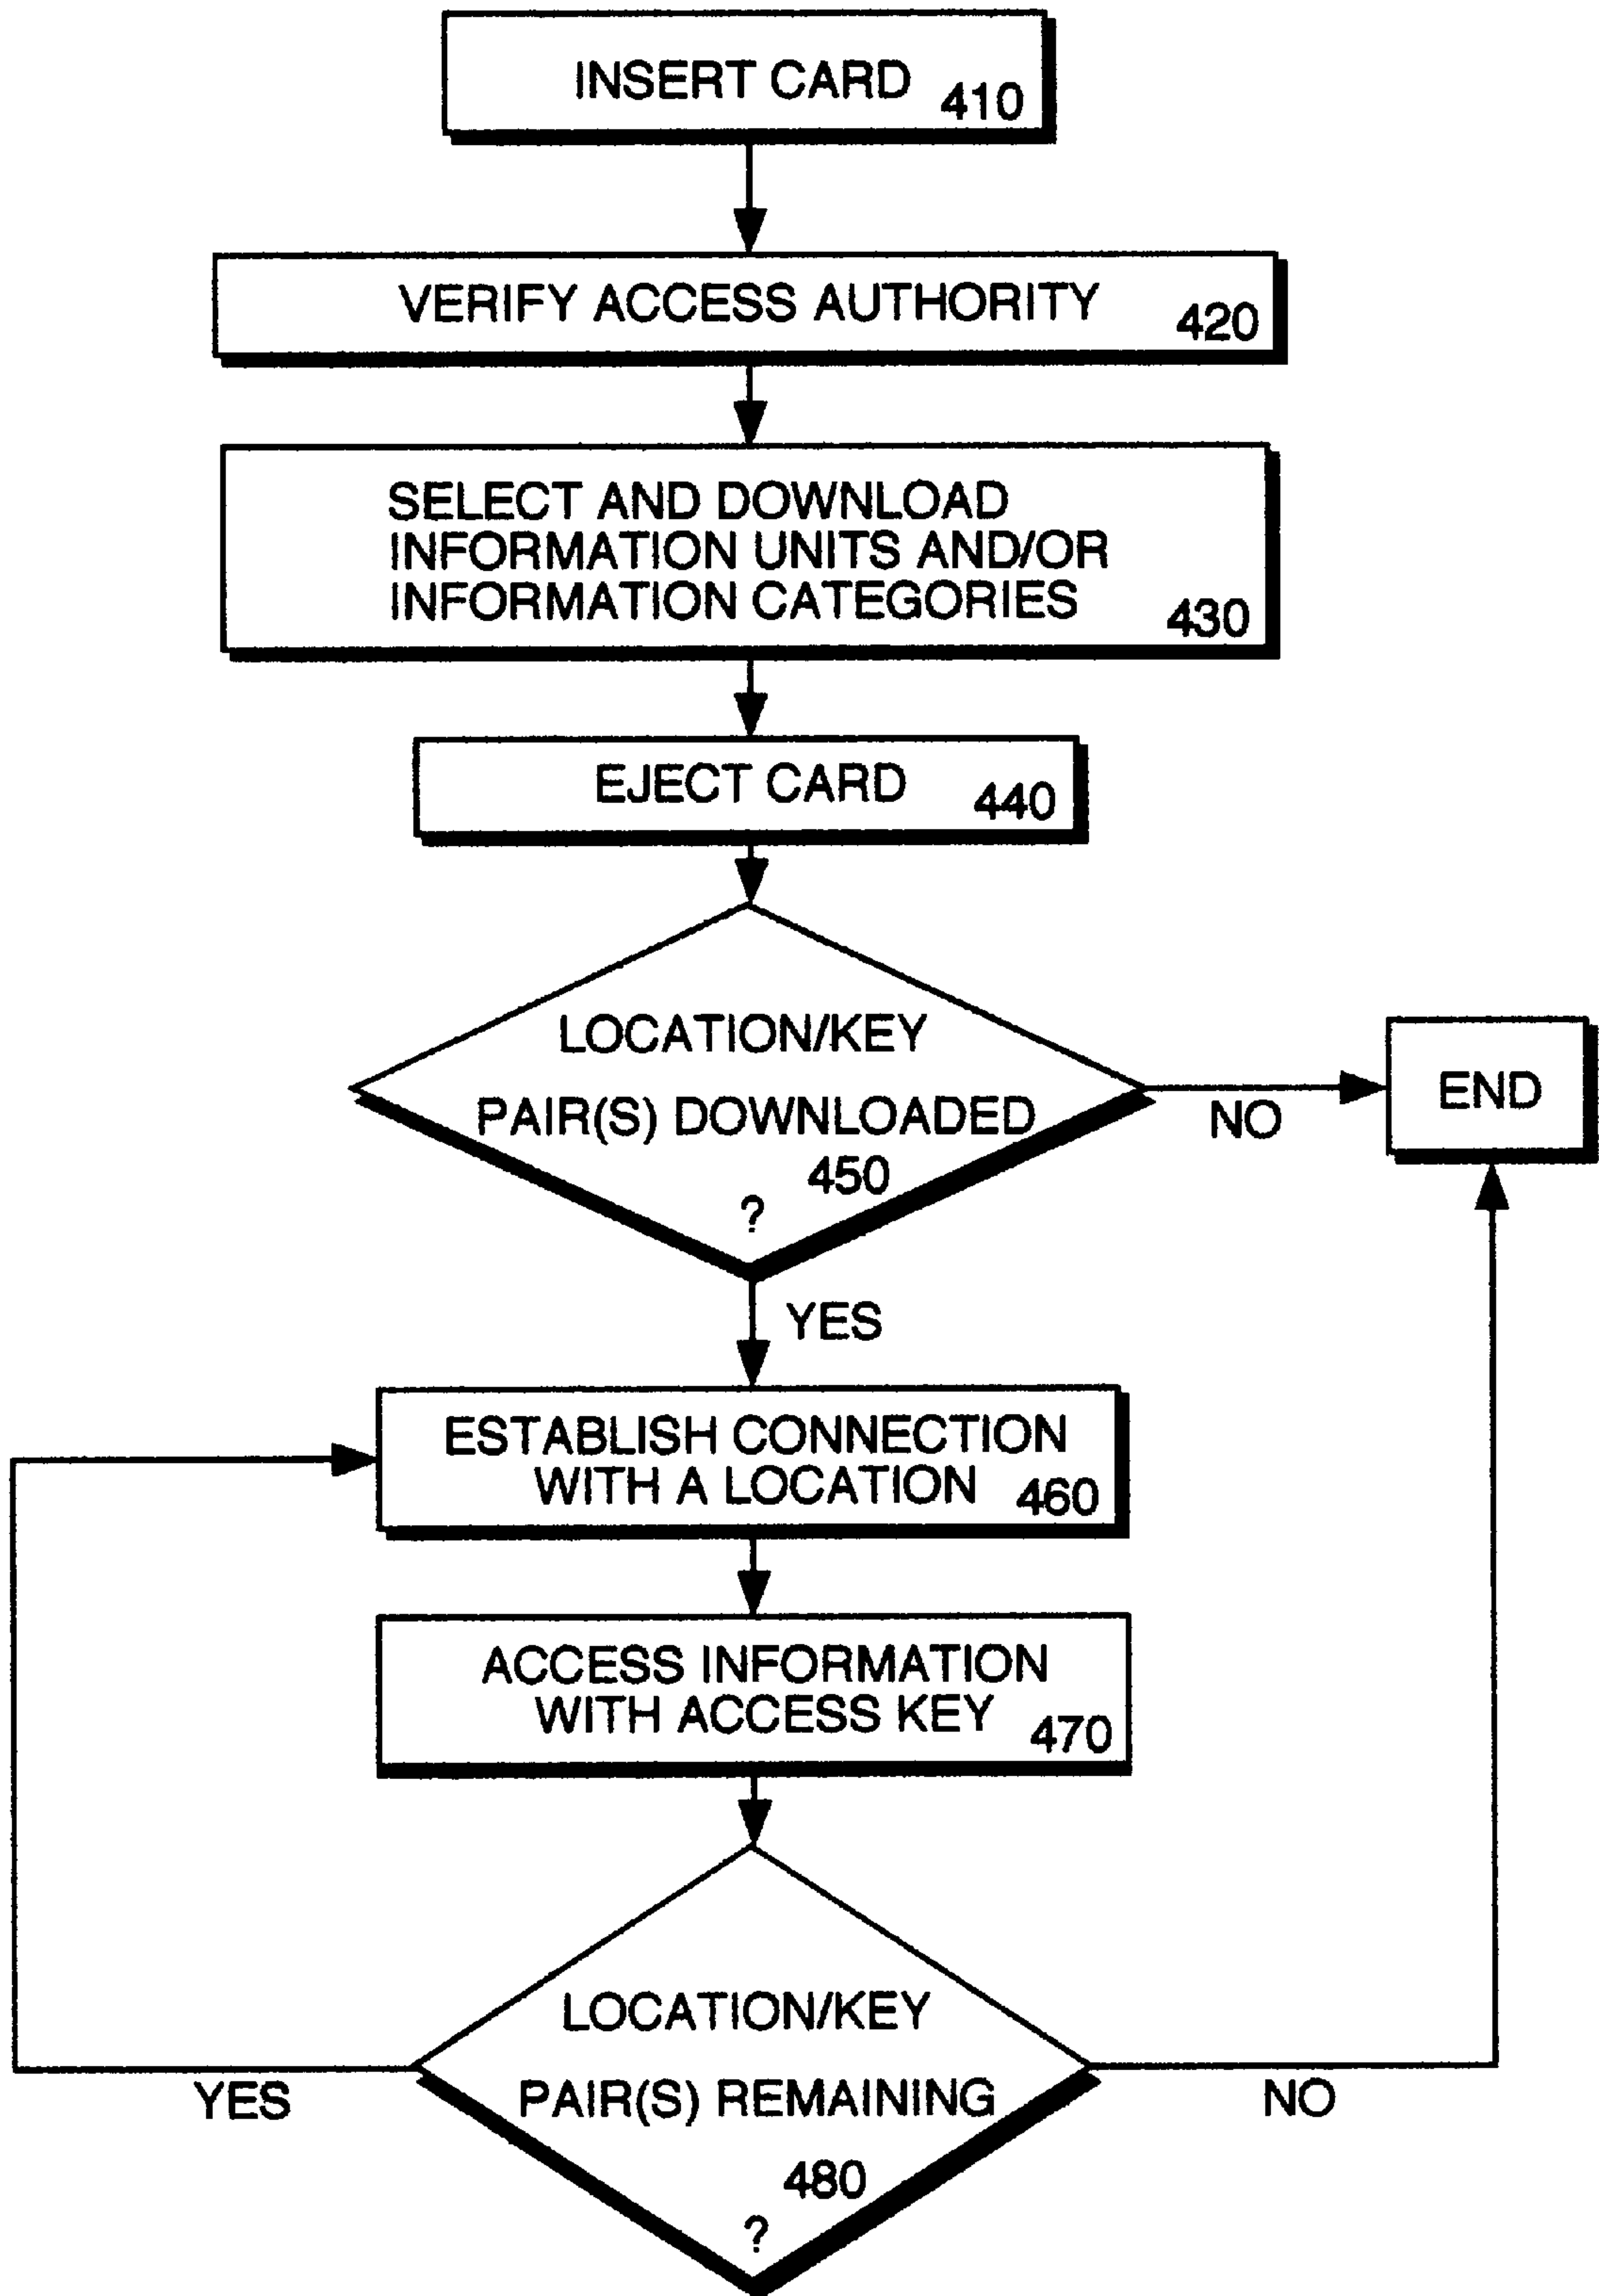 INSERT CARD
410
VERIFY ACCESS AUTHORITY
420
SELECT AND DOWNLOAD
INFORMATION UNITS AND/OR
INFORMATION CATEGORIES
430
EJECT CARD
440
LOCATION/KEY
PAIR(S) DOWNLOADED
450
?
NO
END
YES
ESTABLISH CONNECTION
WITH A LOCATION
460
ACCESS INFORMATION
WITH ACCESS KEY
470
LOCATION/KEY
PAIR(S) REMAINING
480
?
YES
NO